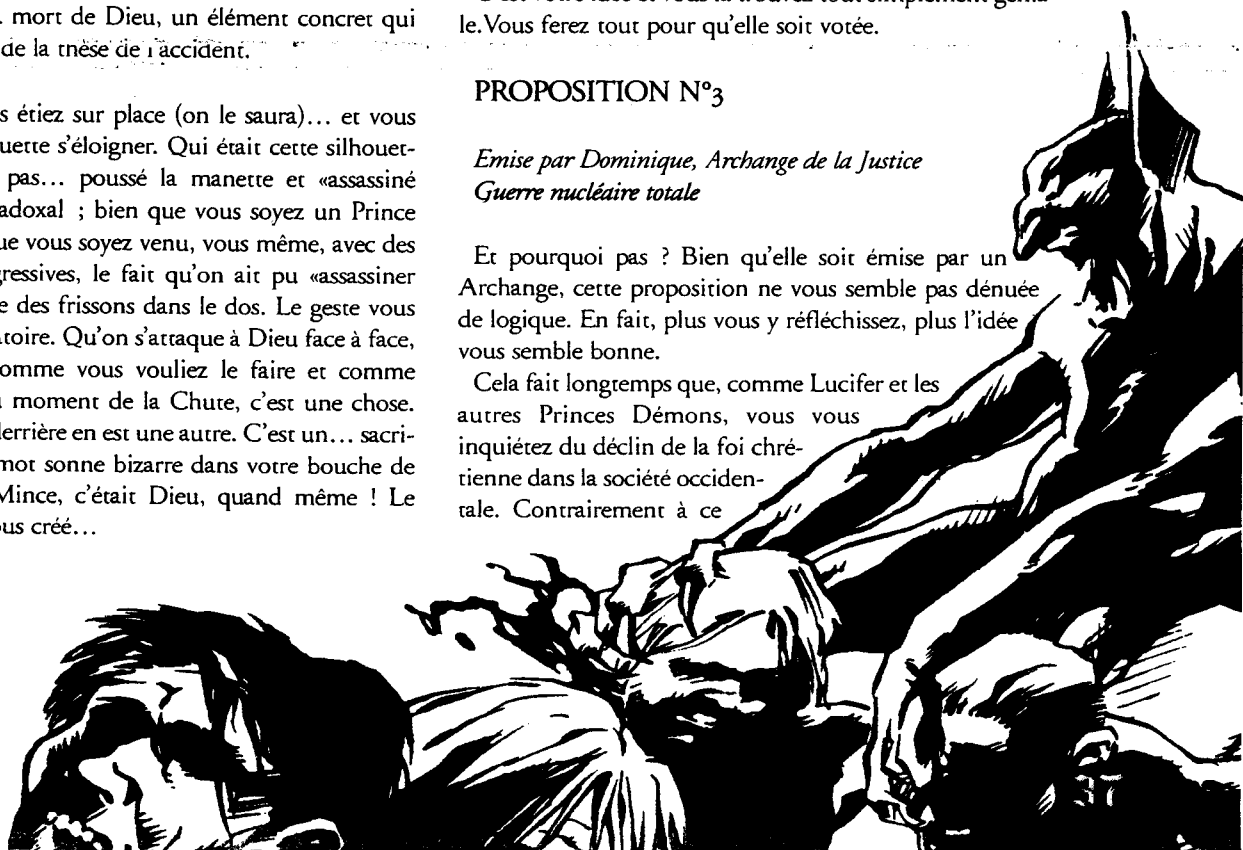 . mort de Dieu, un élément concret qui
de la thèse de l'accident.
s étiez sur place (on le saura)... et vous
uette s'éloigner. Qui était cette silhouet-
pas... poussé la manette et «assassiné
adoxal ; bien que vous soyez un Prince
ue vous soyez venu, vous même, avec des
gressives, le fait qu'on ait pu «assassiner
e des frissons dans le dos. Le geste vous
toire. Qu'on s'attaque à Dieu face à face,
omme vous vouliez le faire et comme
u moment de la Chute, c'est une chose.
derrière en est une autre. C'est un... sacri-
mot sonne bizarre dans votre bouche de
Mince, c'était Dieu, quand même ! Le
ous créé...
le.Vous ferez tout pour qu'elle soit votée.
PROPOSITION N°3
Emise par Dominique, Archange de la Justice
Guerre nucléaire totale
Et pourquoi pas ? Bien qu'elle soit émise par un
Archange, cette proposition ne vous semble pas dénuée
de logique. En fait, plus vous y réfléchissez, plus l'idée
vous semble bonne.
Cela fait longtemps que, comme Lucifer et les
autres Princes Démons, vous vous
inquiétez du déclin de la foi chré-
tienne dans la société occiden-
tale. Contrairement à ce